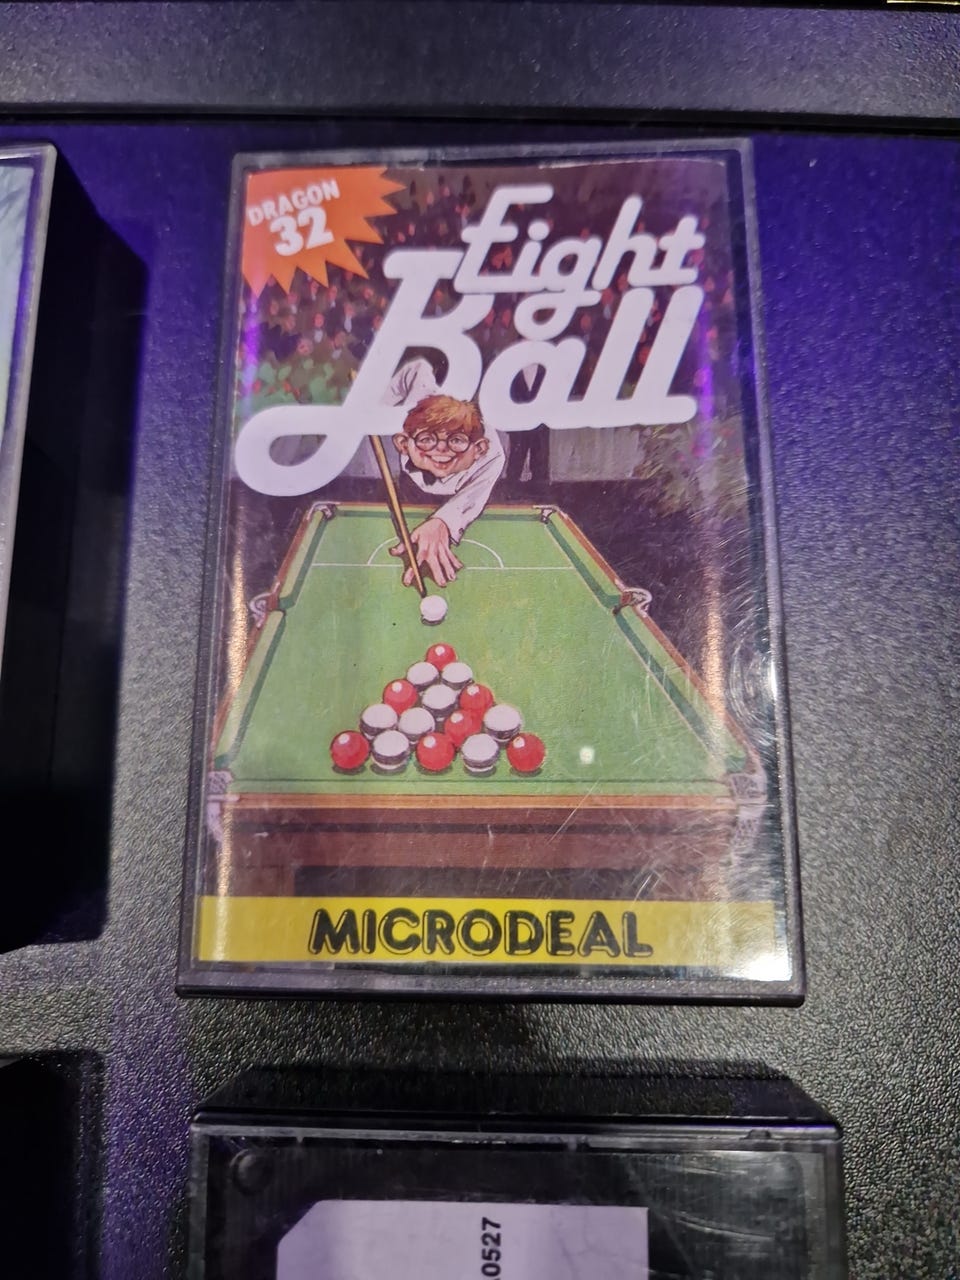 DRAGON
32
Eight
Ball
MICRODEAL
0527